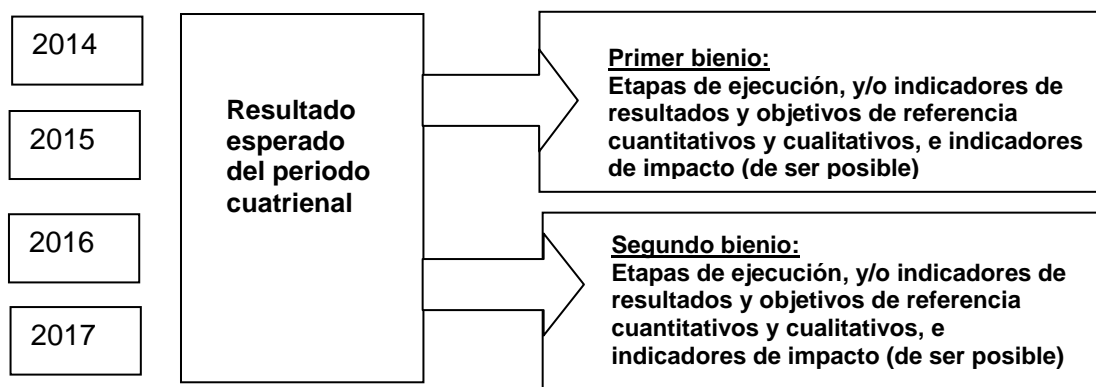 2014
2015
2016
2017
Resultado
esperado
del periodo
cuatrienal
Primer bienio:
Etapas de ejecución, y/o indicadores de
resultados y objetivos de referencia
cuantitativos y cualitativos, e indicadores
de impacto (de ser posible)
Segundo bienio:
Etapas de ejecución, y/o indicadores de
resultados y objetivos de referencia
cuantitativos y cualitativos, e
indicadores de impacto (de ser posible)